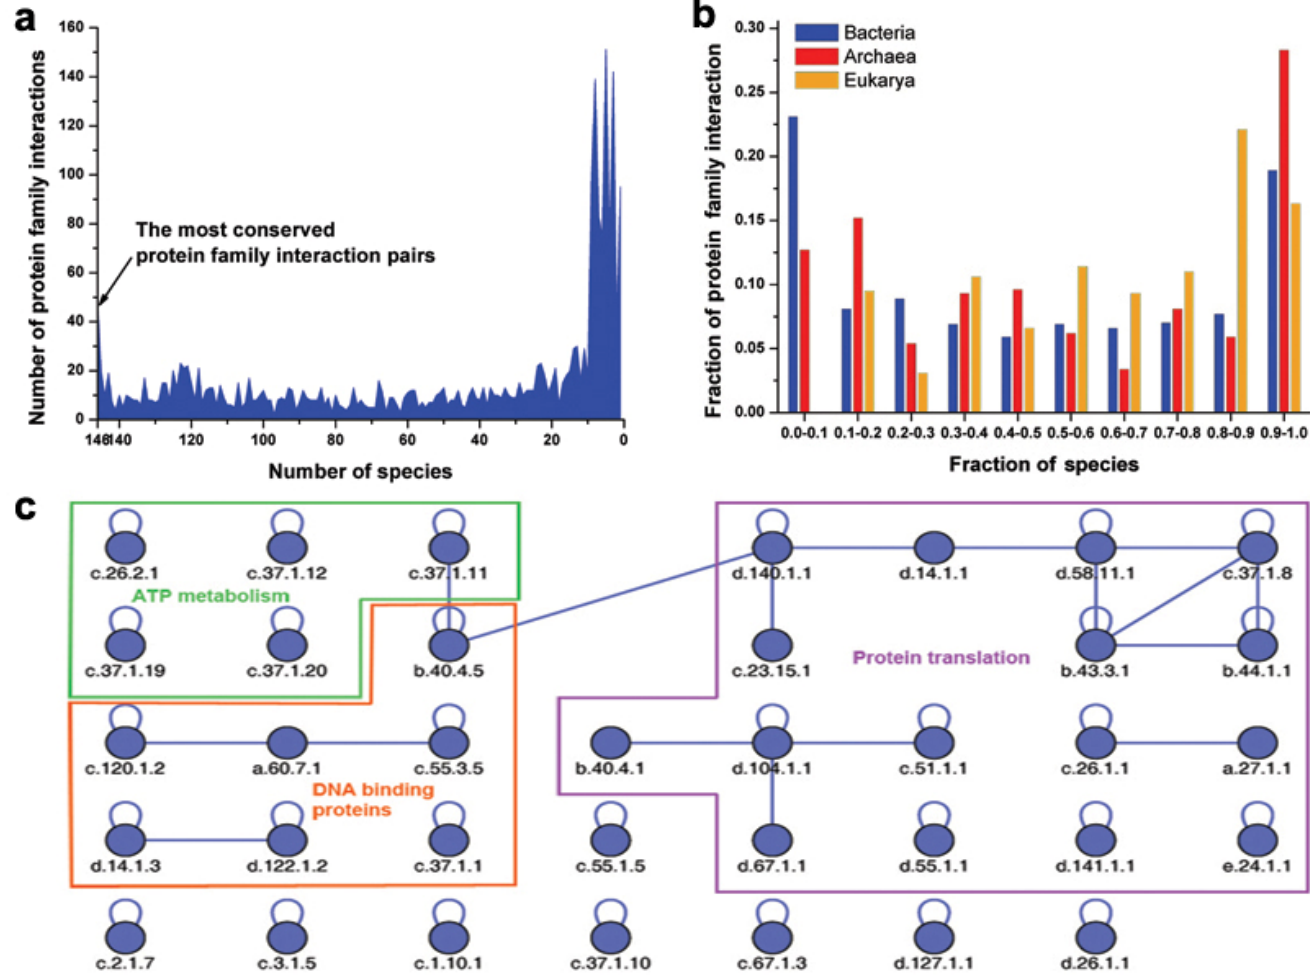 a
160
140
120
100
80
60
40
20
0
Number of protein family interactions
The most conserved
protein family interaction pairs
146 140 120 100 80 60 40 20 0
Number of species
b
0.30
0.25
0.20
0.15
0.10
0.05
0.00
Fraction of protein family interaction
Bacteria
Archaea
Eukarya
0.0-0.1 0.1-0.2 0.2-0.3 0.3-0.4 0.4-0.5 0.5-0.6 0.6-0.7 0.7-0.8 0.8-0.9 0.9-1.0
Fraction of species
c
c.26.2.1 c.37.1.12 c.37.1.11 d.140.1.1 d.14.1.1 d.58.11.1 c.37.1.8
ATP metabolism
Protein translation
c.37.1.19 c.37.1.20 b.40.4.5 c.23.15.1 b.43.3.1 b.44.1.1
c.120.1.2 a.60.7.1 c.55.3.5 b.40.4.1 d.104.1.1 c.51.1.1 c.26.1.1 a.27.1.1
DNA binding
proteins
d.14.1.3 d.122.1.2 c.37.1.1 c.55.1.5 d.67.1.1 d.55.1.1 d.141.1.1 e.24.1.1
c.2.1.7 c.3.1.5 c.1.10.1 c.37.1.10 c.67.1.3 d.127.1.1 d.26.1.1